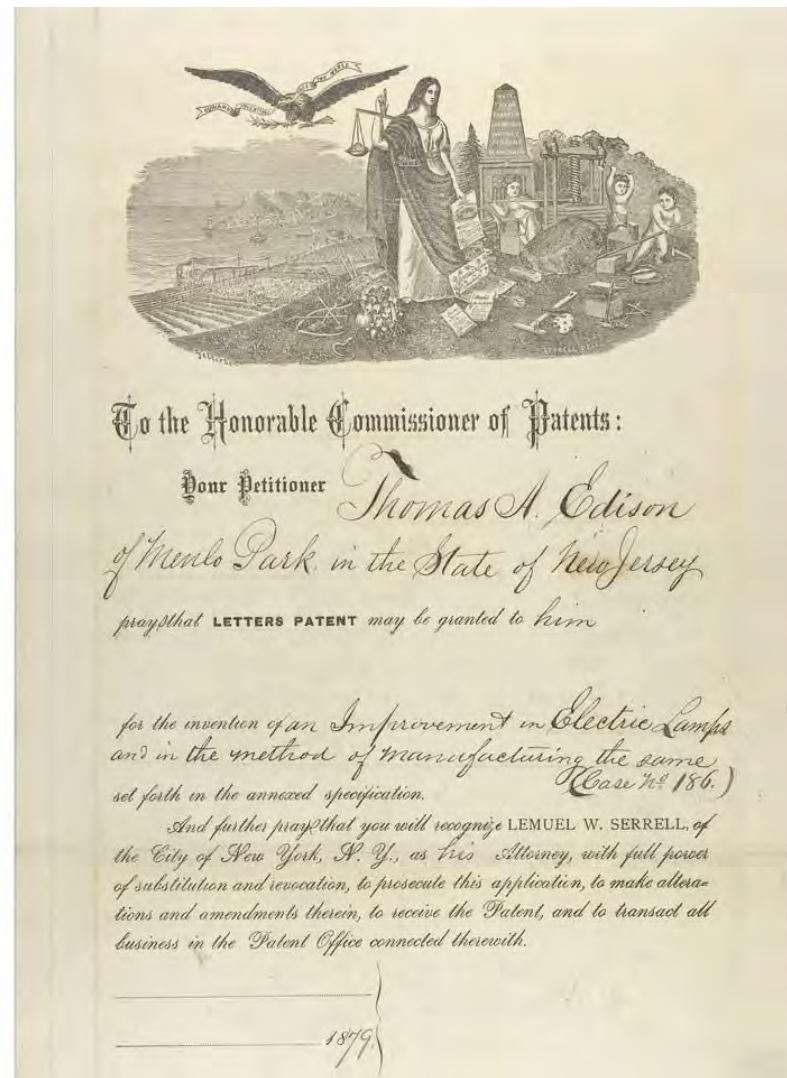 To the Honorable Commissioner of Patents:
Your Petitioner Thomas A. Edison
of Menlo Park in the State of New Jersey
prays that LETTERS PATENT may be granted to him
for the invention of an Improvement in Electric Lamps
and in the method of manufacturing the same
(Case No 186.)
set forth in the annexed specification.
And further prays that you will recognize LEMUEL W. SERRELL, of
the City of New York, N. Y., as his Attorney, with full power
of substitution and revocation, to prosecute this application, to make altera-
tions and amendments therein, to receive the Patent, and to transact all
business in the Patent Office connected therewith.
1879.